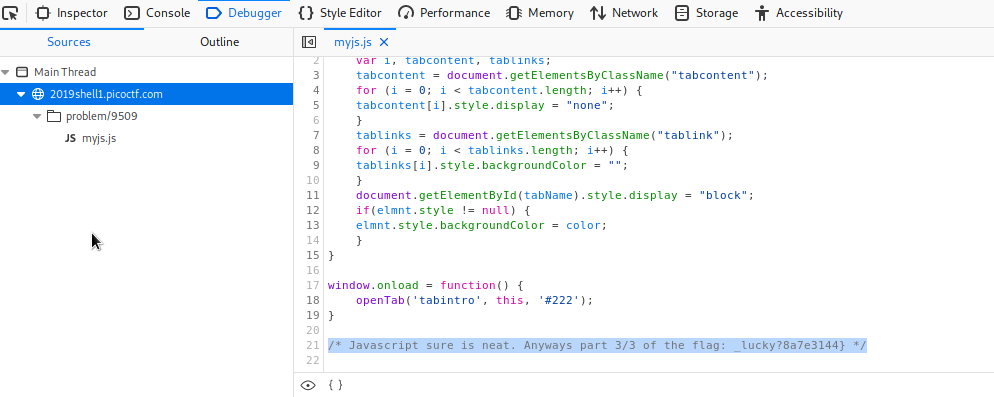 Inspector Console Debugger Style Editor Performance Memory Network Storage Accessibility
Sources Outline myjs.js
Main Thread
2019shell1.picoctf.com
problem/9509
JS myjs.js
2 var i, tabcontent, tablinks;
3 tabcontent = document.getElementsByClassName("tabcontent");
4 for (i = 0; i < tabcontent.length; i++) {
5 tabcontent[i].style.display = "none";
6 }
7 tablinks = document.getElementsByClassName("tablink");
8 for (i = 0; i < tablinks.length; i++) {
9 tablinks[i].style.backgroundColor = "";
10 }
11 document.getElementById(tabName).style.display = "block";
12 if(elmnt.style != null) {
13 elmnt.style.backgroundColor = color;
14 }
15 }
16
17 window.onload = function() {
18 openTab('tabintro', this, '#222');
19 }
20
21 /* Javascript sure is neat. Anyways part 3/3 of the flag: _lucky?8a7e3144} */
22
{ }